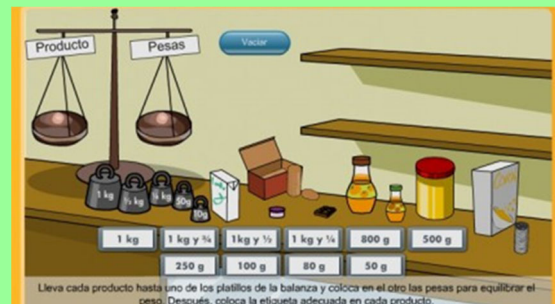 Producto
Pesas
Vaciar
1 kg
½ kg
¼ kg
50g
10g
1 kg
1 kg y ¾
1kg y ½
1 kg y ¼
800 g
500 g
250 g
100 g
80 g
50 g
Lleva cada producto hasta uno de los platillos de la balanza y coloca en el otro las pesas para equilibrar el
peso. Después, coloca la etiqueta adecuada en cada producto.